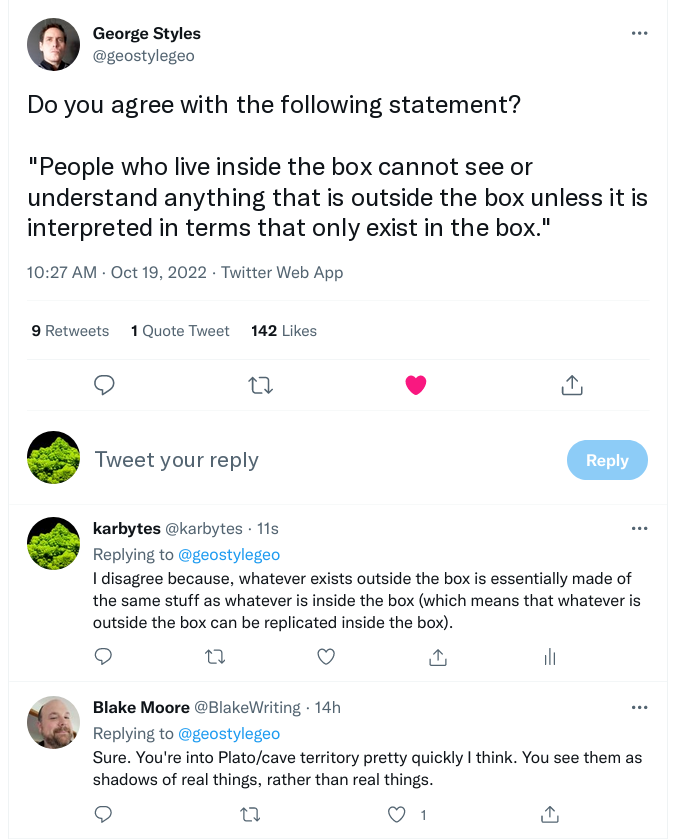 George Styles
@geostylegeo
Do you agree with the following statement?
"People who live inside the box cannot see or
understand anything that is outside the box unless it is
interpreted in terms that only exist in the box."
10:27 AM · Oct 19, 2022 · Twitter Web App
9 Retweets 1 Quote Tweet 142 Likes
Tweet your reply
Reply
karbytes @karbytes · 11s
Replying to @geostylegeo
I disagree because, whatever exists outside the box is essentially made of
the same stuff as whatever is inside the box (which means that whatever is
outside the box can be replicated inside the box).
Blake Moore @BlakeWriting · 14h
Replying to @geostylegeo
Sure. You're into Plato/cave territory pretty quickly I think. You see them as
shadows of real things, rather than real things.
1